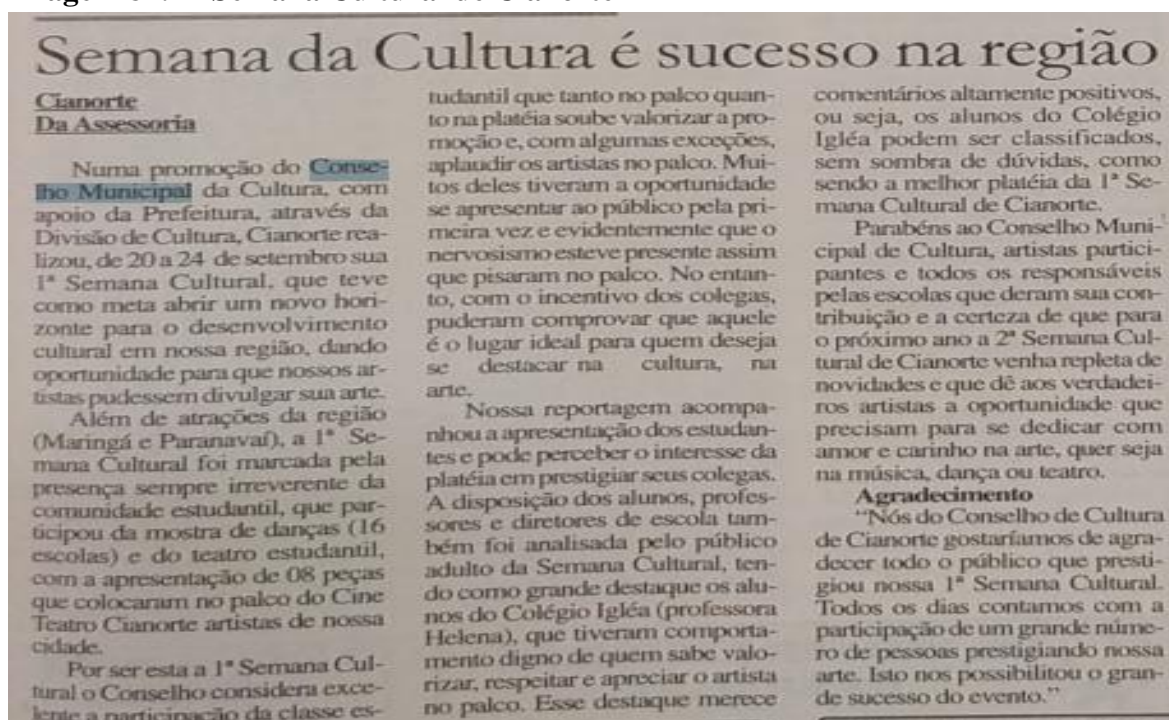 Semana da Cultura é sucesso na região
Cianorte
Da Assessoria
Numa promoção do Conse-
lho Municipal da Cultura, com
apoio da Prefeitura, através da
Divisão de Cultura, Cianorte rea-
lizou, de 20 a 24 de setembro sua
1ª Semana Cultural, que teve
como meta abrir um novo hori-
zonte para o desenvolvimento
cultural em nossa região, dando
oportunidade para que nossos ar-
tistas pudessem divulgar sua arte.
Além de atrações da região
(Maringá e Paranavaí), a 1ª Se-
mana Cultural foi marcada pela
presença sempre irreverente da
comunidade estudantil, que par-
ticipou da mostra de danças (16
escolas) e do teatro estudantil,
com a apresentação de 08 peças
que colocaram no palco do Cine
Teatro Cianorte artistas de nossa
cidade.
Por ser esta a 1ª Semana Cul-
tural o Conselho considera exce-
lente a participação da classe es-
tudantil que tanto no palco quan-
to na platéia soube valorizar a pro-
moção e, com algumas exceções,
aplaudir os artistas no palco. Mui-
tos deles tiveram a oportunidade
se apresentar ao público pela pri-
meira vez e evidentemente que o
nervosismo esteve presente assim
que pisaram no palco. No entan-
to, com o incentivo dos colegas,
puderam comprovar que aquele
é o lugar ideal para quem deseja
se destacar na cultura, na
arte.
Nossa reportagem acompa-
nhou a apresentação dos estudan-
tes e pode perceber o interesse da
platéia em prestigiar seus colegas.
A disposição dos alunos, profes-
sores e diretores de escola tam-
bém foi analisada pelo público
adulto da Semana Cultural, ten-
do como grande destaque os alu-
nos do Colégio Igléa (professora
Helena), que tiveram comporta-
mento digno de quem sabe valo-
rizar, respeitar e apreciar o artista
no palco. Esse destaque merece
comentários altamente positivos,
ou seja, os alunos do Colégio
Igléa podem ser classificados,
sem sombra de dúvidas, como
sendo a melhor platéia da 1ª Se-
mana Cultural de Cianorte.
Parabéns ao Conselho Muni-
cipal de Cultura, artistas partici-
pantes e todos os responsáveis
pelas escolas que deram sua con-
tribuição e a certeza de que para
o próximo ano a 2ª Semana Cul-
tural de Cianorte venha repleta de
novidades e que dê aos verdadei-
ros artistas a oportunidade que
precisam para se dedicar com
amor e carinho na arte, quer seja
na música, dança ou teatro.
Agradecimento
"Nós do Conselho de Cultura
de Cianorte gostaríamos de agra-
decer todo o público que presti-
giou nossa 1ª Semana Cultural.
Todos os dias contamos com a
participação de um grande núme-
ro de pessoas prestigiando nossa
arte. Isto nos possibilitou o gran-
de sucesso do evento."